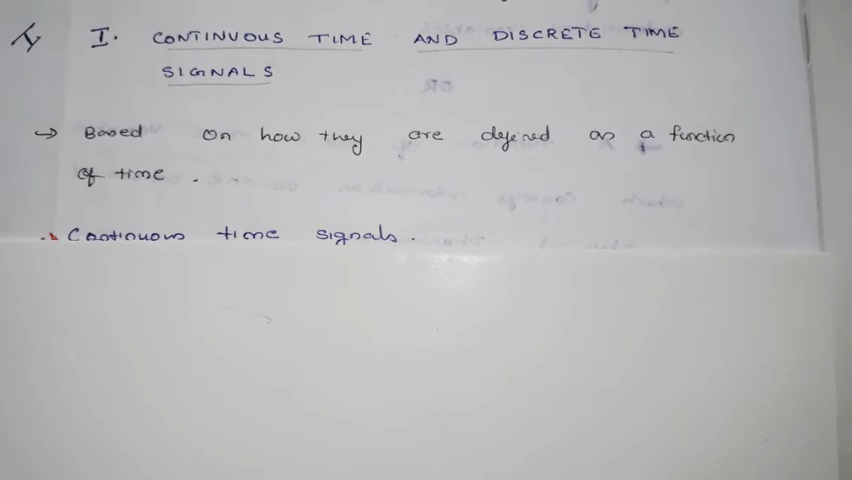 I. CONTINUOUS TIME AND DISCRETE TIME
SIGNALS
→ Based on how they are defined as a function
of time.
Continuous time signals.